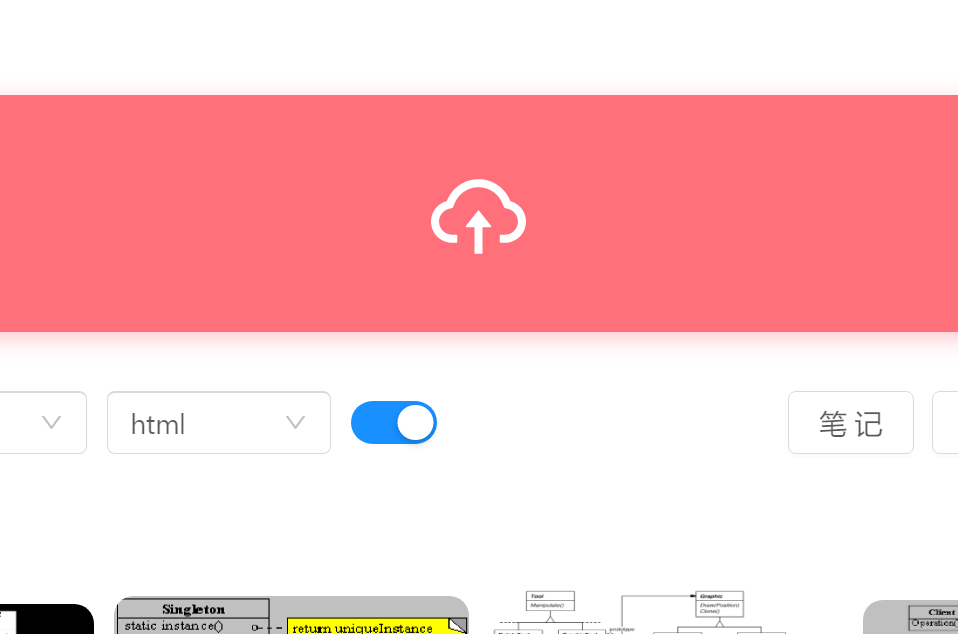 html
笔记
Singleton
static instance()
return uniqueInstance
Tool
Manipulate()
Graphic
Draw(Position)
Clone()
prototype
Client
Operation()